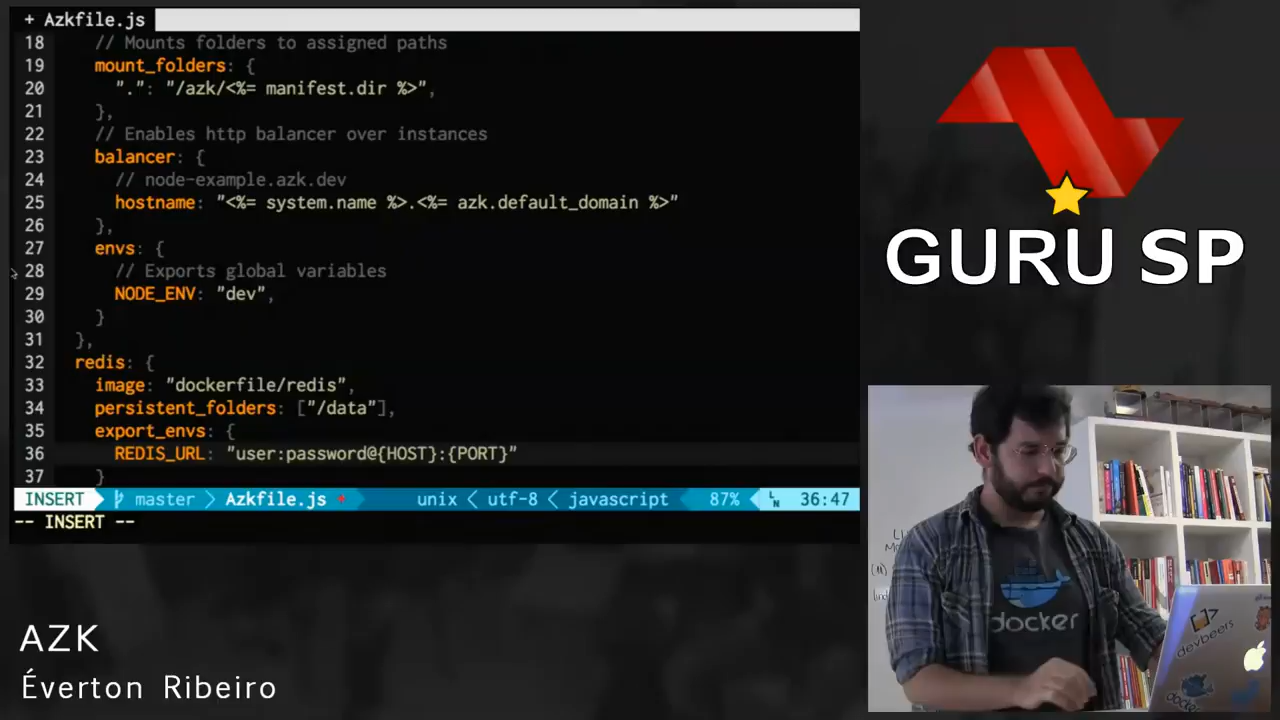 + Azkfile.js
18 // Mounts folders to assigned paths
19 mount_folders: {
20 ".": "/azk/<%= manifest.dir %>",
21 },
22 // Enables http balancer over instances
23 balancer: {
24 // node-example.azk.dev
25 hostname: "<%= system.name %>.<%= azk.default_domain %>"
26 },
27 envs: {
28 // Exports global variables
29 NODE_ENV: "dev",
30 }
31 },
32 redis: {
33 image: "dockerfile/redis",
34 persistent_folders: ["/data"],
35 export_envs: {
36 REDIS_URL: "user:password@{HOST}:{PORT}"
37 }
INSERT master Azkfile.js unix < utf-8 < javascript 87% LN 36:47
-- INSERT --
GURU SP
docker
devbeers
docker
AZK
Éverton Ribeiro